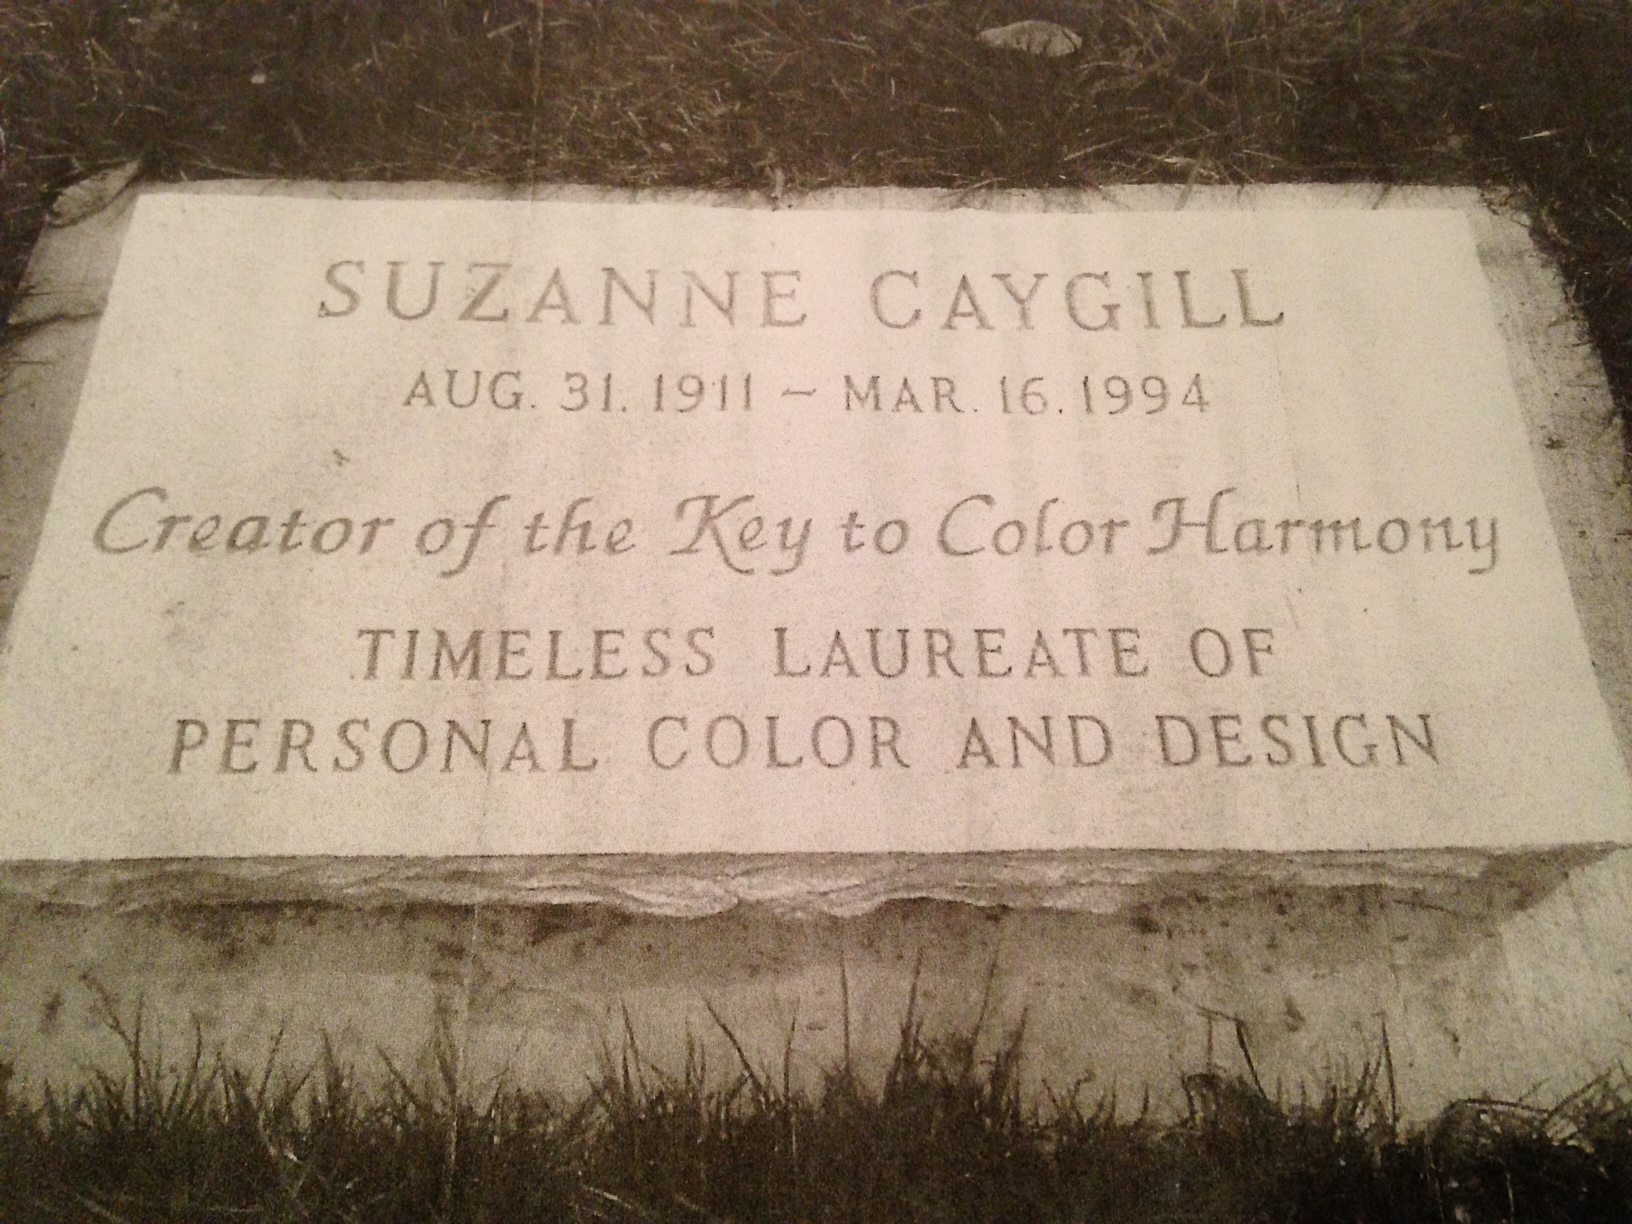 SUZANNE CAYGILL
AUG. 31. 1911 ~ MAR. 16. 1994
Creator of the Key to Color Harmony
TIMELESS LAUREATE OF
PERSONAL COLOR AND DESIGN